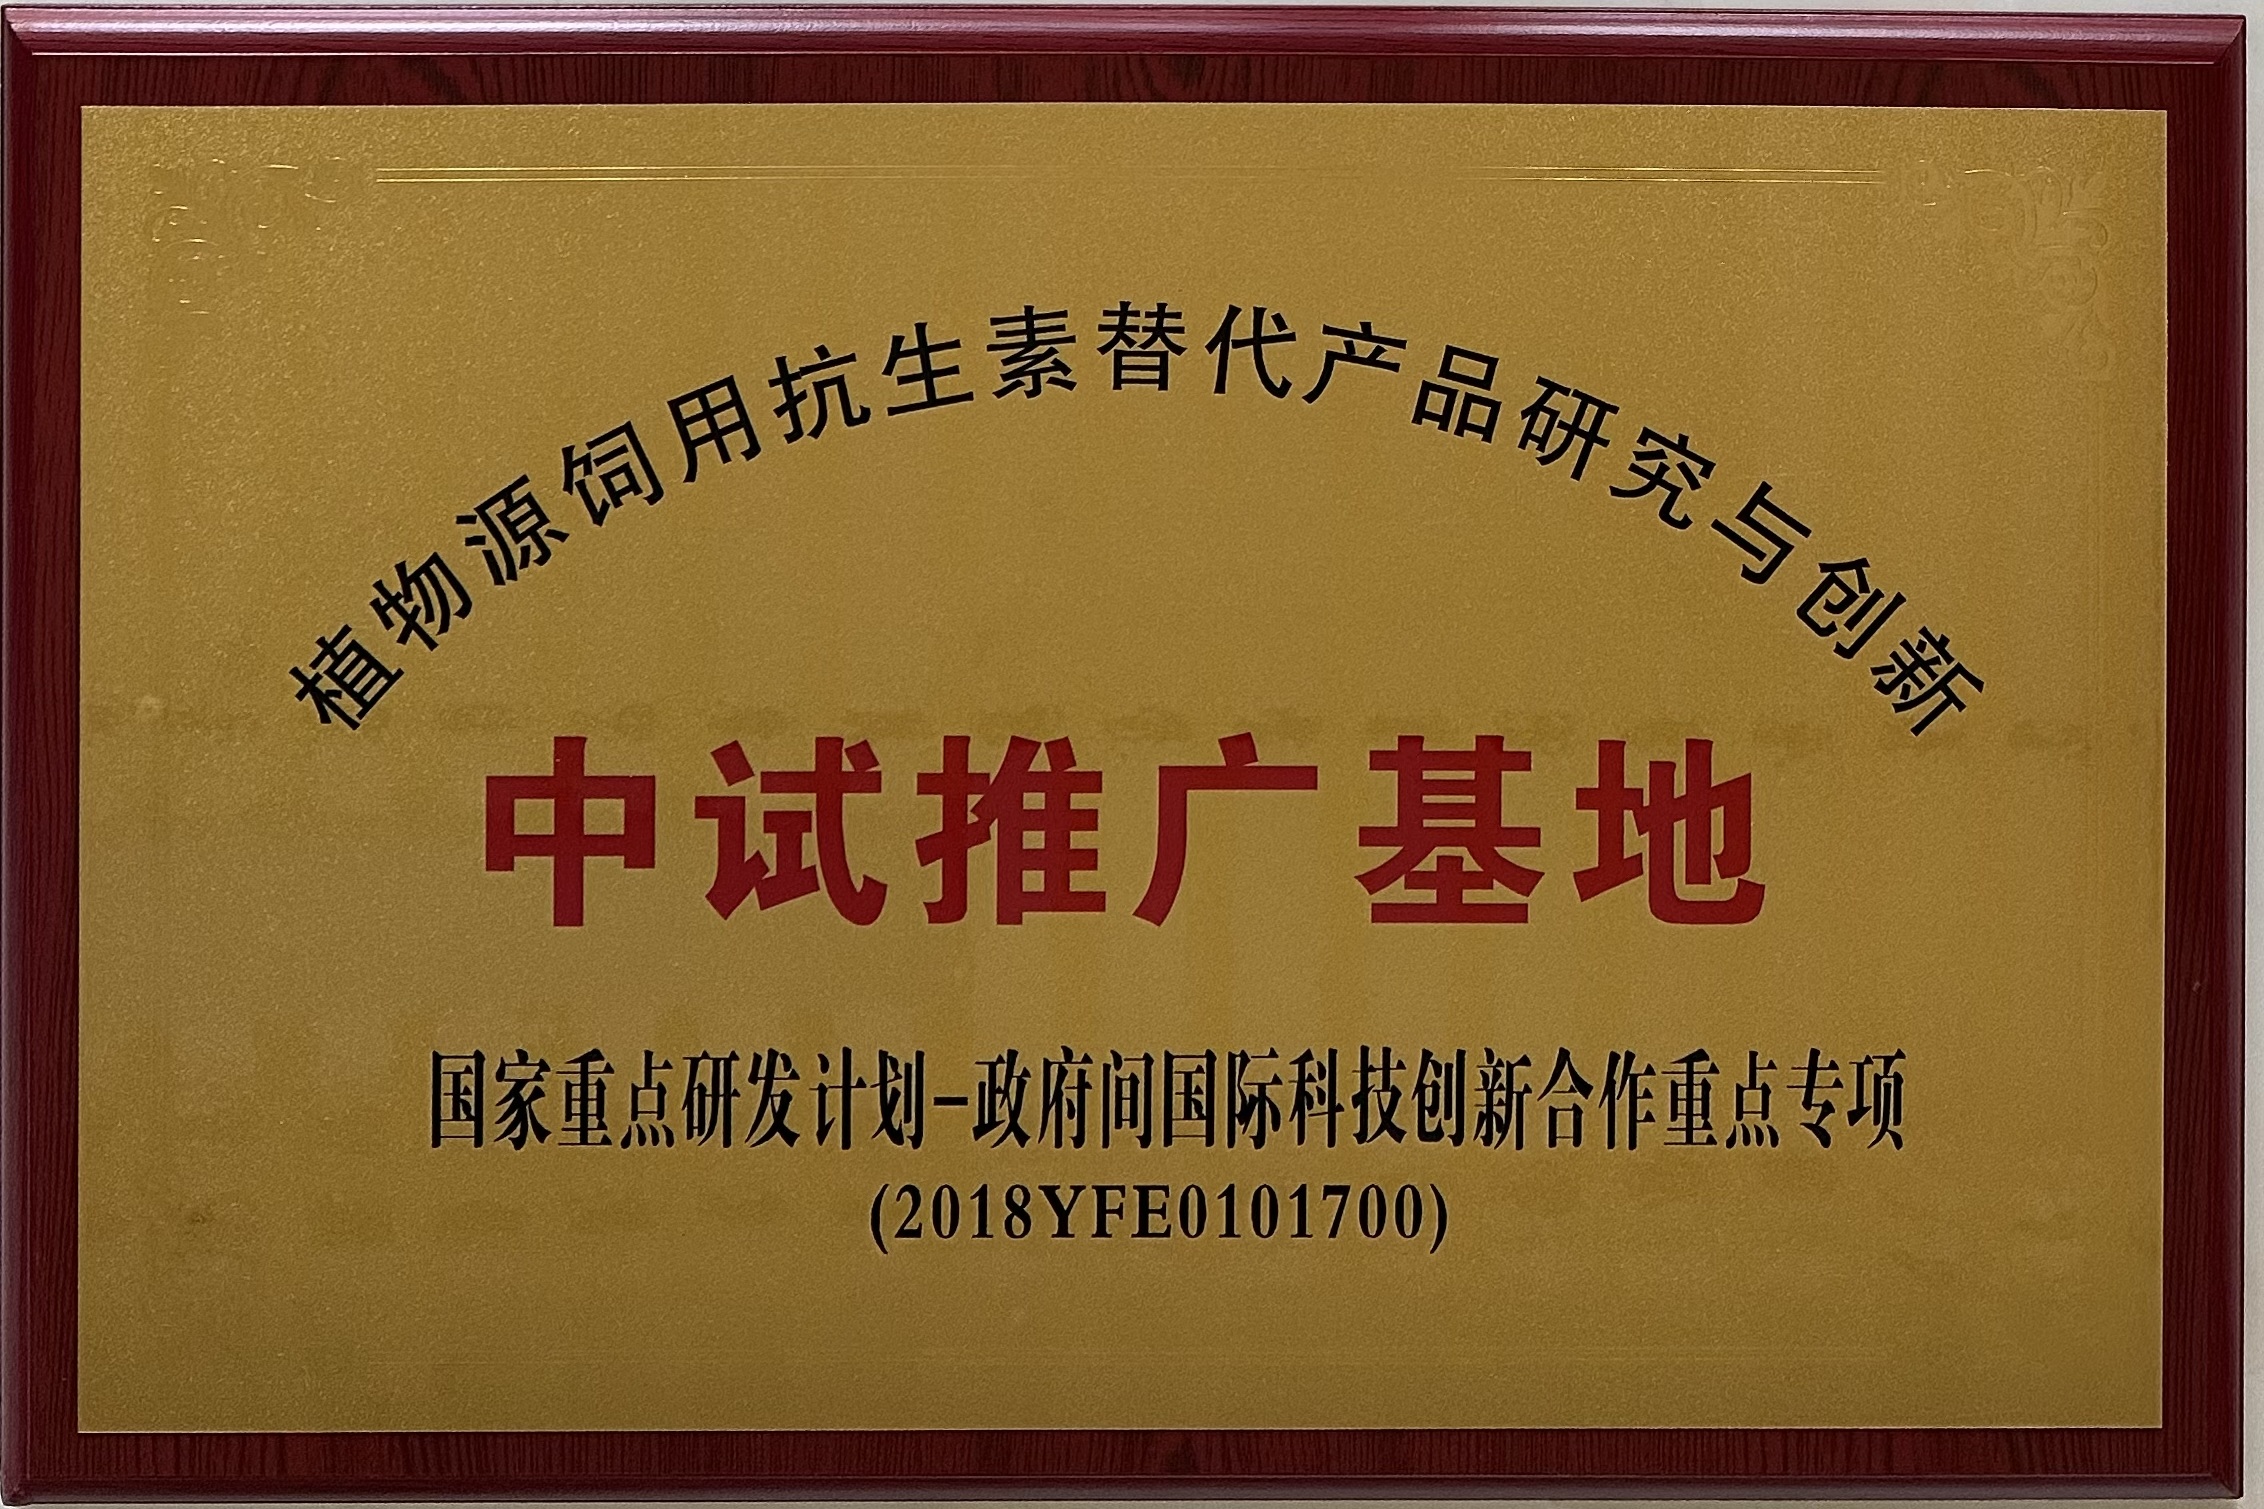 植物源饲用抗生素替代产品研究与创新
中试推广基地
国家重点研发计划-政府间国际科技创新合作重点专项
(2018YFE0101700)